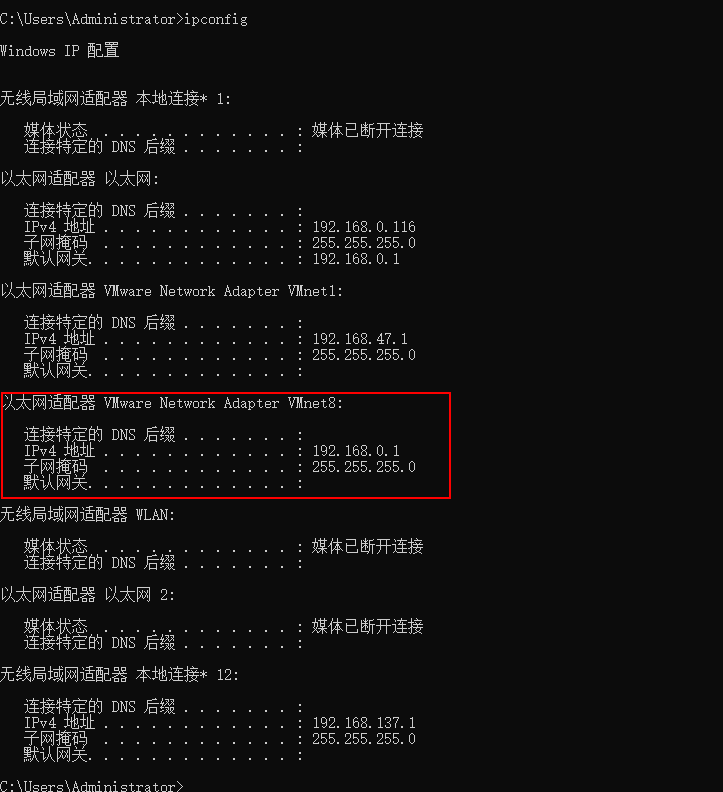 C:\Users\Administrator>ipconfig
Windows IP 配置
无线局域网适配器 本地连接* 1:
媒体状态 . . . . . . . . . . . . : 媒体已断开连接
连接特定的 DNS 后缀 . . . . . . . :
以太网适配器 以太网:
连接特定的 DNS 后缀 . . . . . . . :
IPv4 地址 . . . . . . . . . . . . : 192.168.0.116
子网掩码 . . . . . . . . . . . . : 255.255.255.0
默认网关. . . . . . . . . . . . . : 192.168.0.1
以太网适配器 VMware Network Adapter VMnet1:
连接特定的 DNS 后缀 . . . . . . . :
IPv4 地址 . . . . . . . . . . . . : 192.168.47.1
子网掩码 . . . . . . . . . . . . : 255.255.255.0
默认网关. . . . . . . . . . . . . :
以太网适配器 VMware Network Adapter VMnet8:
连接特定的 DNS 后缀 . . . . . . . :
IPv4 地址 . . . . . . . . . . . . : 192.168.0.1
子网掩码 . . . . . . . . . . . . : 255.255.255.0
默认网关. . . . . . . . . . . . . :
无线局域网适配器 WLAN:
媒体状态 . . . . . . . . . . . . : 媒体已断开连接
连接特定的 DNS 后缀 . . . . . . . :
以太网适配器 以太网 2:
媒体状态 . . . . . . . . . . . . : 媒体已断开连接
连接特定的 DNS 后缀 . . . . . . . :
无线局域网适配器 本地连接* 12:
连接特定的 DNS 后缀 . . . . . . . :
IPv4 地址 . . . . . . . . . . . . : 192.168.137.1
子网掩码 . . . . . . . . . . . . : 255.255.255.0
默认网关. . . . . . . . . . . . . :
C:\Users\Administrator>